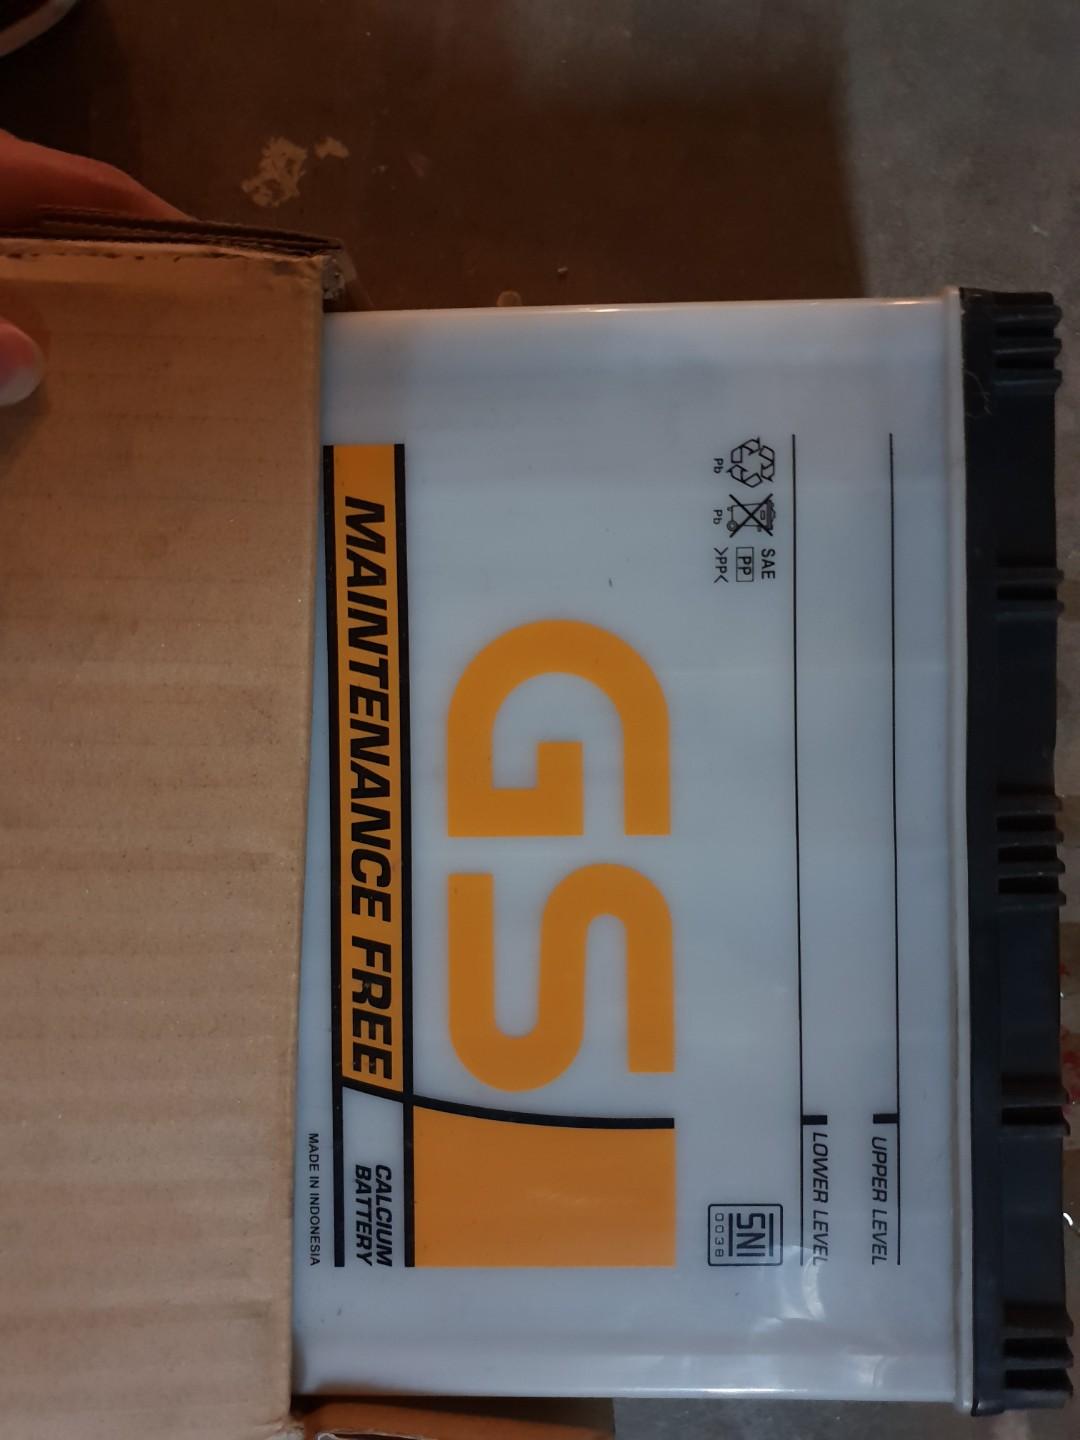 UPPER LEVEL
LOWER LEVEL
SAE
PP
>PP<
Pb
Pb
SNI
0038
GS
MAINTENANCE FREE
CALCIUM
BATTERY
MADE IN INDONESIA